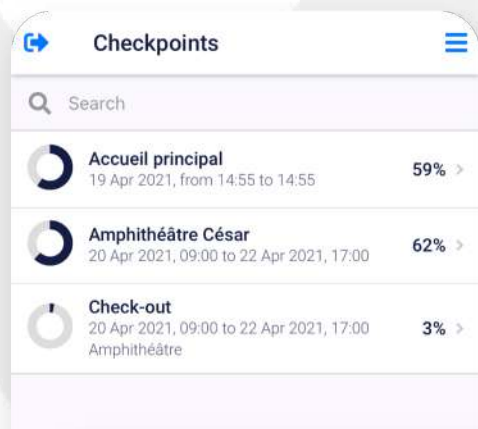 Checkpoints
Search
Accueil principal
19 Apr 2021, from 14:55 to 14:55
59%
Amphithéâtre César
20 Apr 2021, 09:00 to 22 Apr 2021, 17:00
62%
Check-out
20 Apr 2021, 09:00 to 22 Apr 2021, 17:00
3%
Amphithéâtre